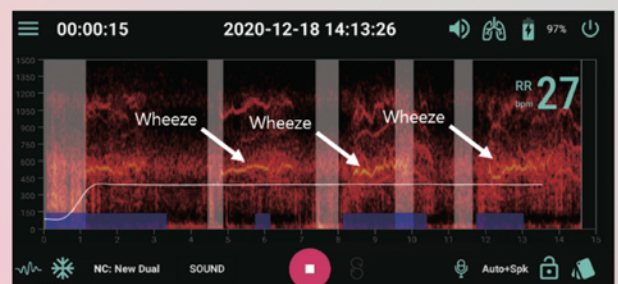 00:00:15 2020-12-18 14:13:26 97%
1500
1350
1200
1050
900
750
600
450
300
150
0
RR
bpm 27
Wheeze
Wheeze
Wheeze
0 1 2 3 4 5 6 7 8 9 10 11 12 13 14 15
NC: New Dual SOUND Auto+Spk